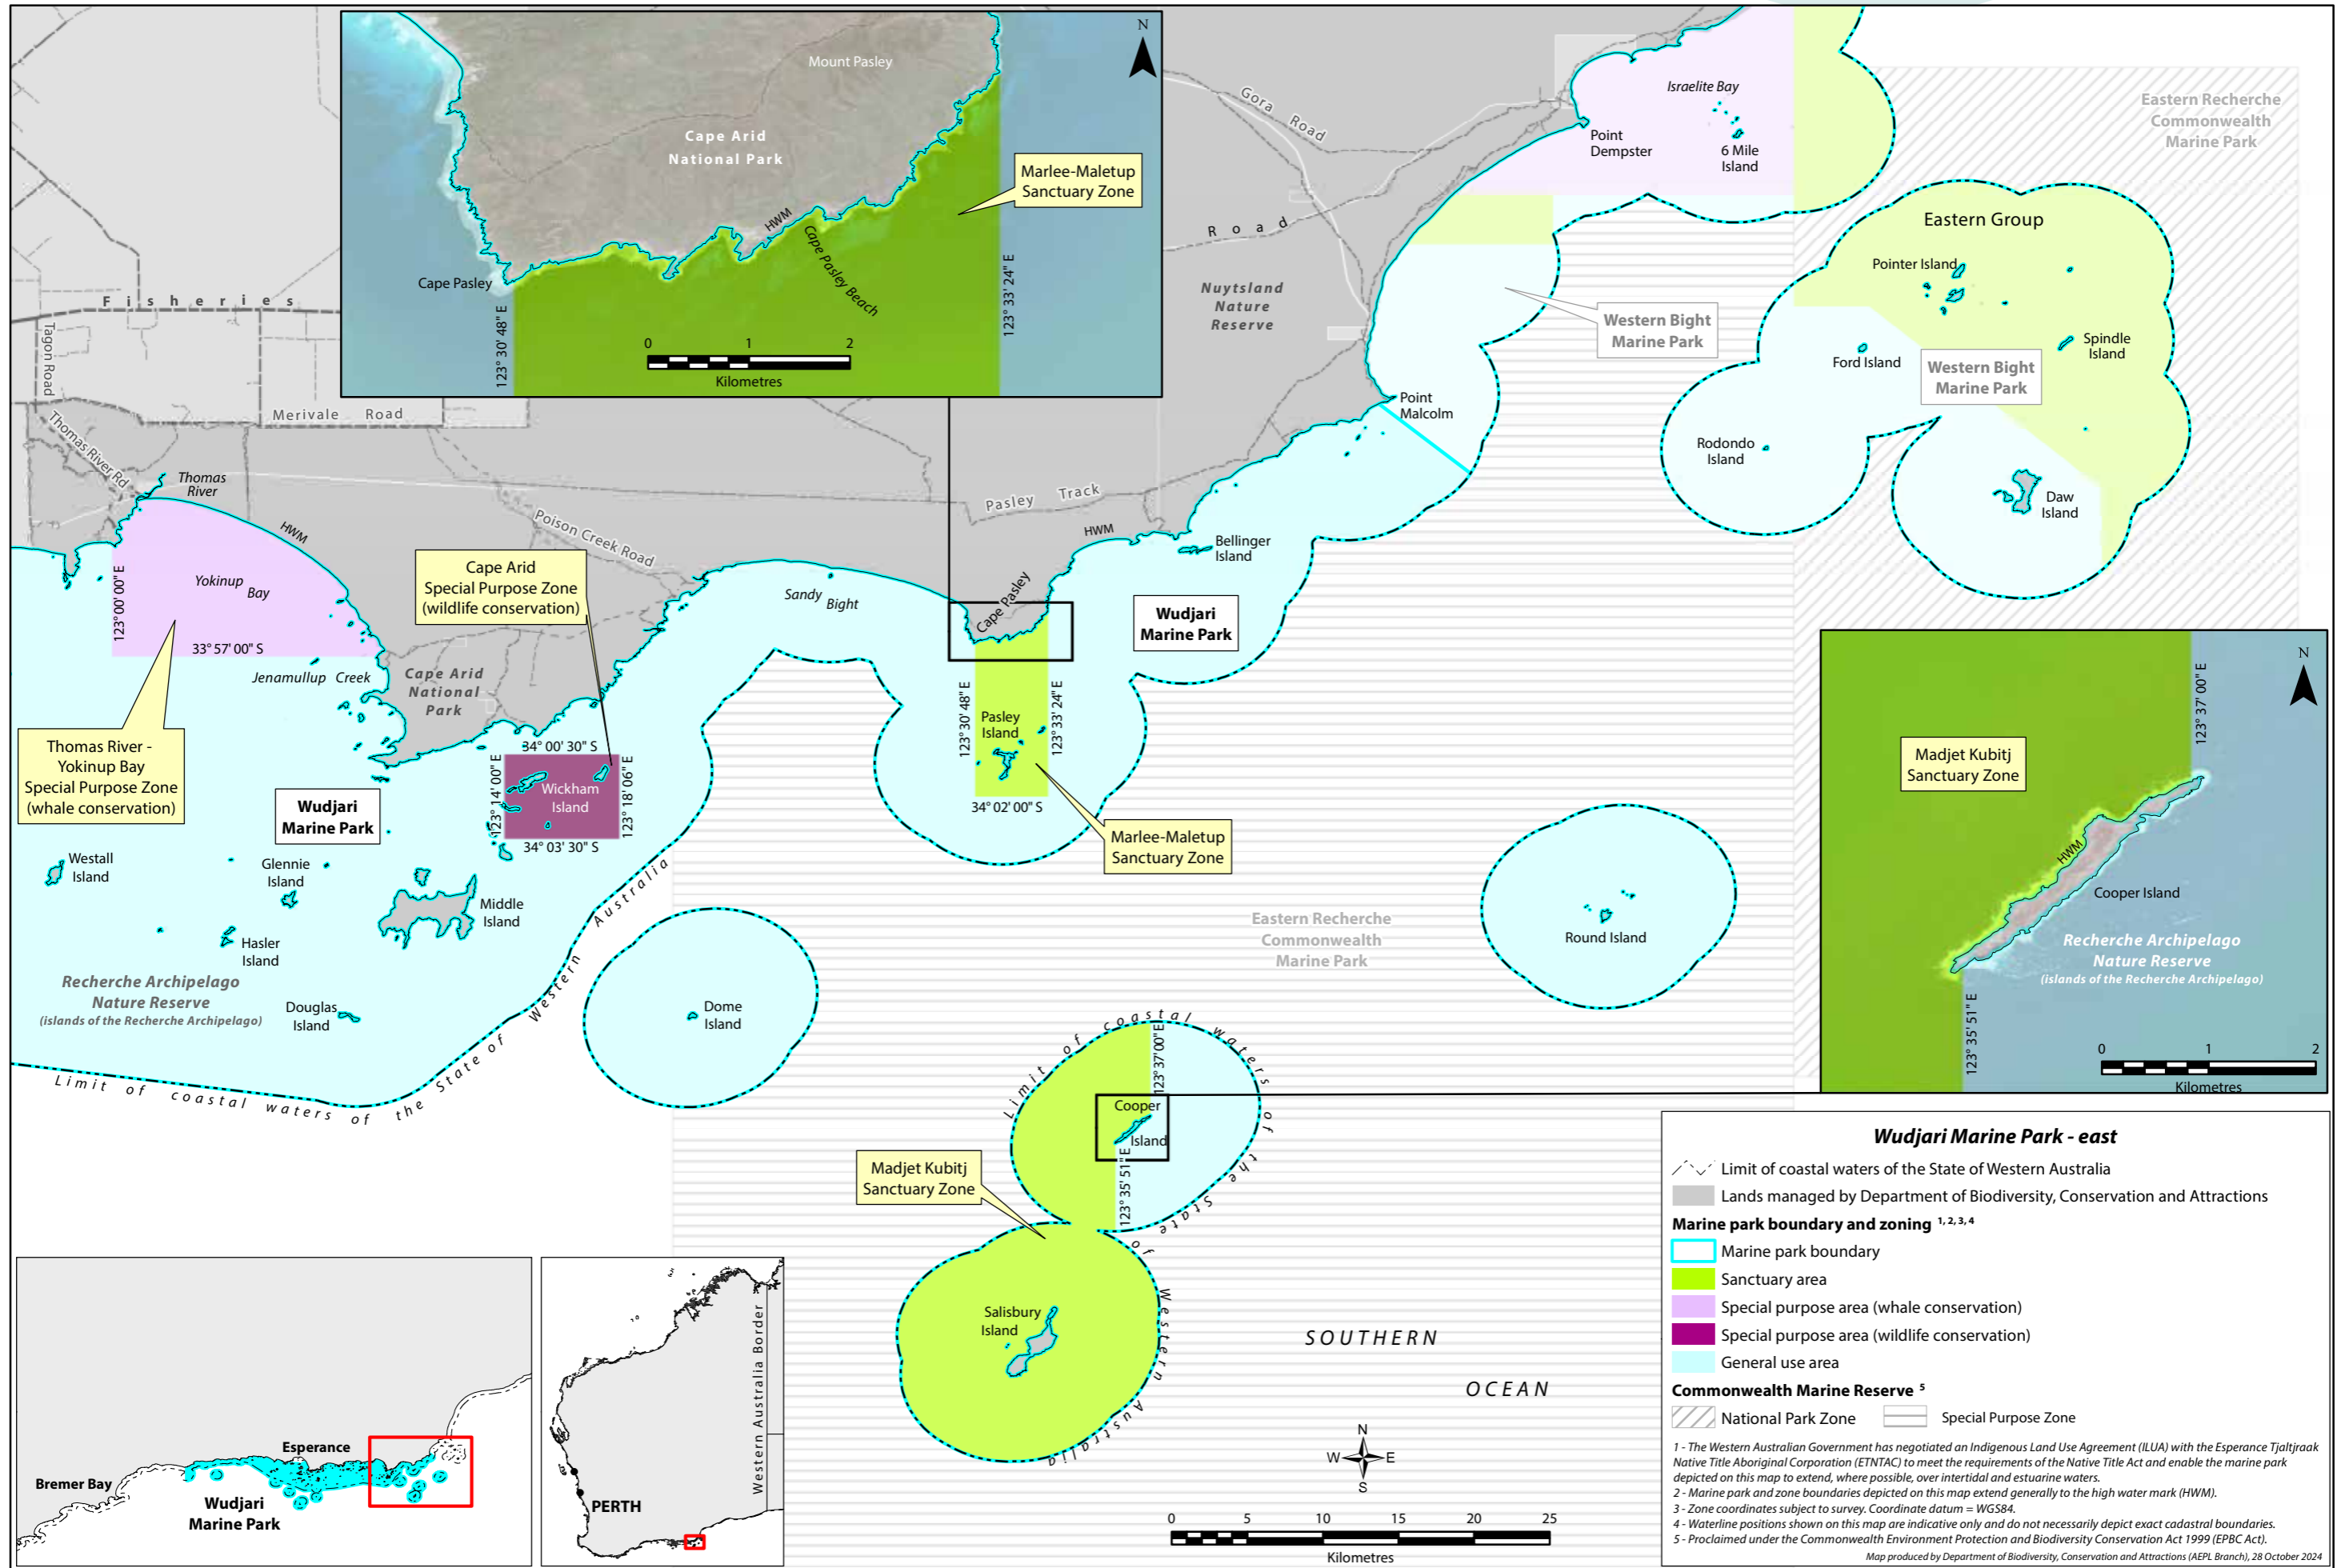 N
Mount Pasley
Cape Arid
National Park
Marlee-Maletup
Sanctuary Zone
HWM
Cape Pasley Beach
Cape Pasley
123° 30' 48" E
123° 33' 24" E
0 1 2
Kilometres
Gora Road
Road
Israelite Bay
Point
Dempster
6 Mile
Island
Eastern Recherche
Commonwealth
Marine Park
Eastern Group
Pointer Island
Spindle
Island
Ford Island
Western Bight
Marine Park
Western Bight
Marine Park
Nuytsland
Nature
Reserve
Rodondo
Island
Daw
Island
Point
Malcolm
Fisheries
Tagon Road
Merivale Road
Thomas River Rd
Thomas
River
HWM
Poison Creek Road
Pasley Track
HWM
Bellinger
Island
Yokinup
Bay
123° 00' 00" E
33° 57' 00" S
Jenamullup Creek
Cape Arid
Special Purpose Zone
(wildlife conservation)
Sandy
Bight
Cape Pasley
Wudjari
Marine Park
Cape Arid
National
Park
Thomas River -
Yokinup Bay
Special Purpose Zone
(whale conservation)
Wudjari
Marine Park
34° 00' 30" S
123° 14' 00" E
Wickham
Island
123° 18' 06" E
34° 03' 30" S
123° 30' 48" E
Pasley
Island
123° 33' 24" E
34° 02' 00" S
Marlee-Maletup
Sanctuary Zone
Westall
Island
Glennie
Island
Middle
Island
Hasler
Island
Recherche Archipelago
Nature Reserve
(islands of the Recherche Archipelago)
Douglas
Island
Dome
Island
Eastern Recherche
Commonwealth
Marine Park
Round Island
Limit of coastal waters of the State of Western Australia
N
123° 37' 00" E
Madjet Kubitj
Sanctuary Zone
HWM
Cooper Island
Recherche Archipelago
Nature Reserve
(islands of the Recherche Archipelago)
123° 35' 51" E
0 1 2
Kilometres
Limit of coastal waters of the State of Western Australia
123° 37' 00" E
Cooper
Island
123° 35' 51" E
Madjet Kubitj
Sanctuary Zone
Salisbury
Island
SOUTHERN
OCEAN
N
W E
S
0 5 10 15 20 25
Kilometres
Esperance
Bremer Bay
Wudjari
Marine Park
Western Australia Border
PERTH
Wudjari Marine Park - east
Limit of coastal waters of the State of Western Australia
Lands managed by Department of Biodiversity, Conservation and Attractions
Marine park boundary and zoning 1, 2, 3, 4
Marine park boundary
Sanctuary area
Special purpose area (whale conservation)
Special purpose area (wildlife conservation)
General use area
Commonwealth Marine Reserve 5
National Park Zone Special Purpose Zone
1 - The Western Australian Government has negotiated an Indigenous Land Use Agreement (ILUA) with the Esperance Tjaltjraak
Native Title Aboriginal Corporation (ETNTAC) to meet the requirements of the Native Title Act and enable the marine park
depicted on this map to extend, where possible, over intertidal and estuarine waters.
2 - Marine park and zone boundaries depicted on this map extend generally to the high water mark (HWM).
3 - Zone coordinates subject to survey. Coordinate datum = WGS84.
4 - Waterline positions shown on this map are indicative only and do not necessarily depict exact cadastral boundaries.
5 - Proclaimed under the Commonwealth Environment Protection and Biodiversity Conservation Act 1999 (EPBC Act).
Map produced by Department of Biodiversity, Conservation and Attractions (AEPL Branch), 28 October 2024